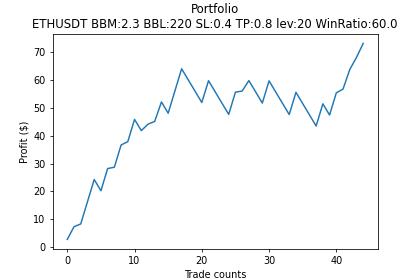 Portfolio
ETHUSDT BBM:2.3 BBL:220 SL:0.4 TP:0.8 lev:20 WinRatio:60.0
70
60
50
40
30
20
10
0
Profit ($)
0 10 20 30 40
Trade counts